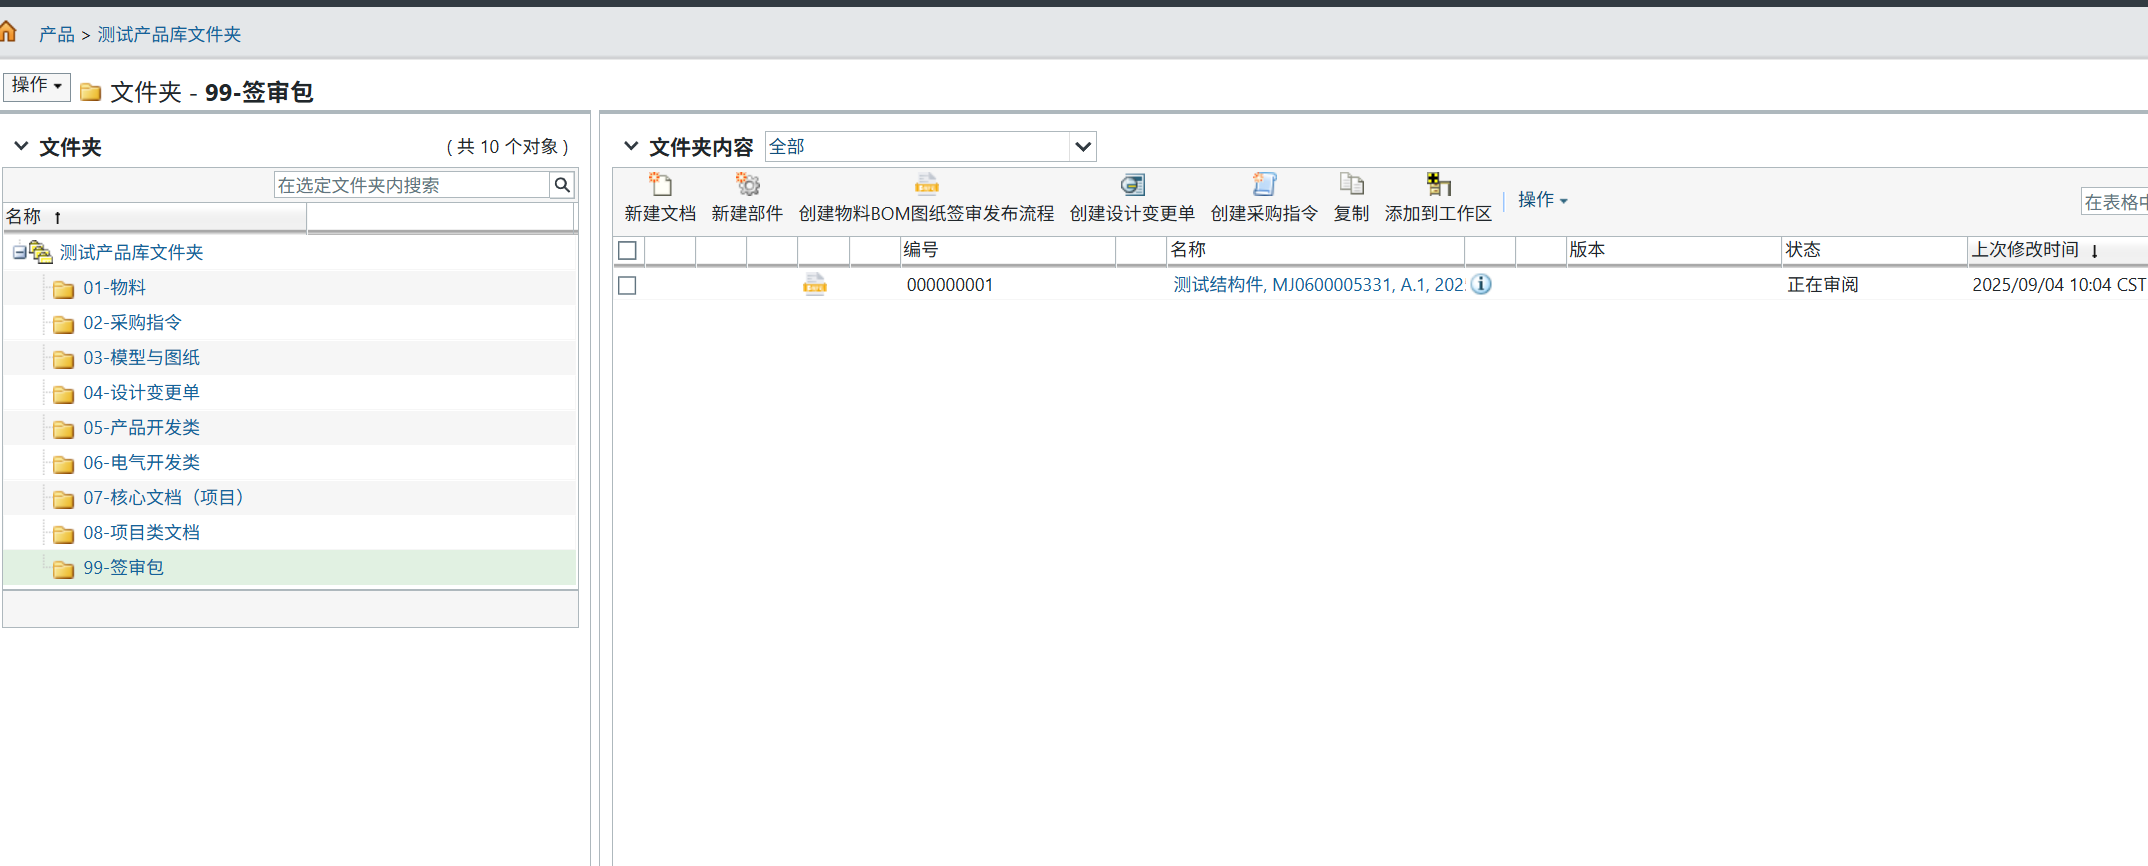 产品 > 测试产品库文件夹
操作
文件夹 - 99-签审包
文件夹
( 共 10 个对象 )
在选定文件夹内搜索
名称 ↑
测试产品库文件夹
01-物料
02-采购指令
03-模型与图纸
04-设计变更单
05-产品开发类
06-电气开发类
07-核心文档（项目）
08-项目类文档
99-签审包
文件夹内容 全部
新建文档 新建部件 创建物料BOM图纸签审发布流程 创建设计变更单 创建采购指令 复制 添加到工作区 操作 在表格中
编号 名称 版本 状态 上次修改时间 ↓
000000001 测试结构件, MJ0600005331, A.1, 202 正在审阅 2025/09/04 10:04 CST